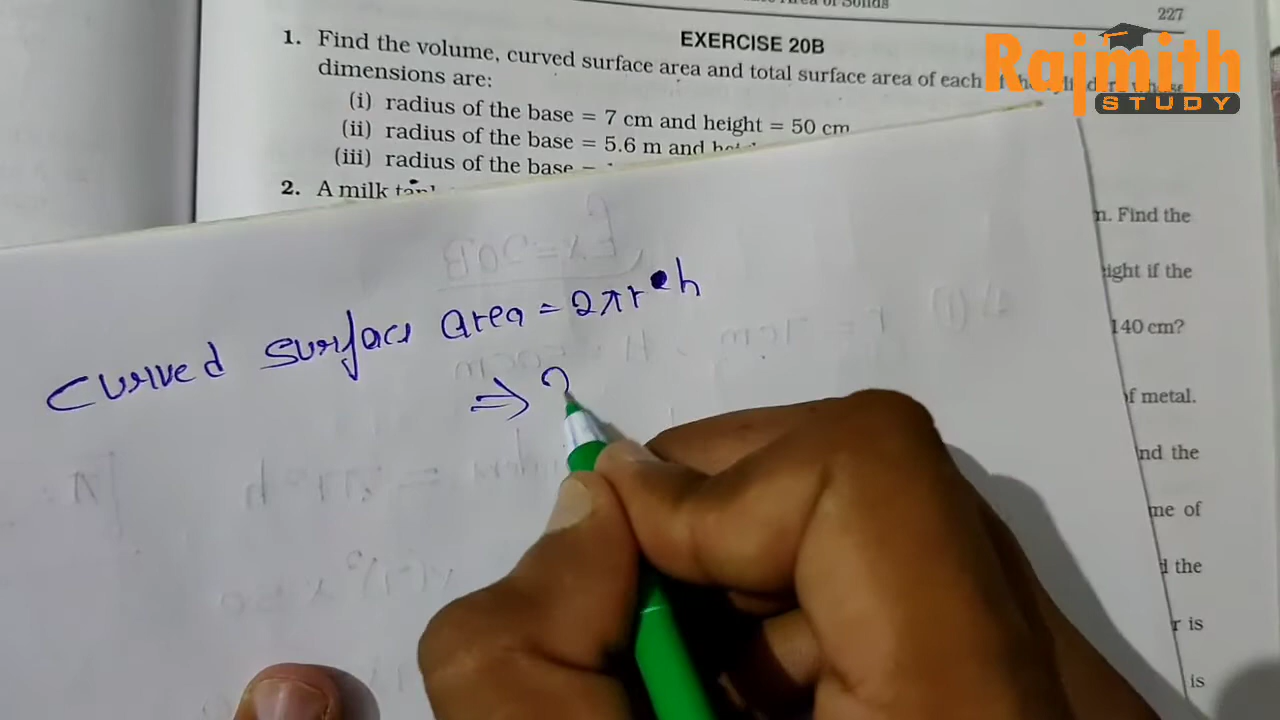 227
EXERCISE 20B
1. Find the volume, curved surface area and total surface area of each
dimensions are:
(i) radius of the base = 7 cm and height = 50 cm
(ii) radius of the base = 5.6 m and
(iii) radius of the base
2. A milk
Rajmith
STUDY
n. Find the
ight if the
140 cm?
of metal.
nd the
me of
d the
r is
is
Curved surface area = 2πr h
⇒ 2